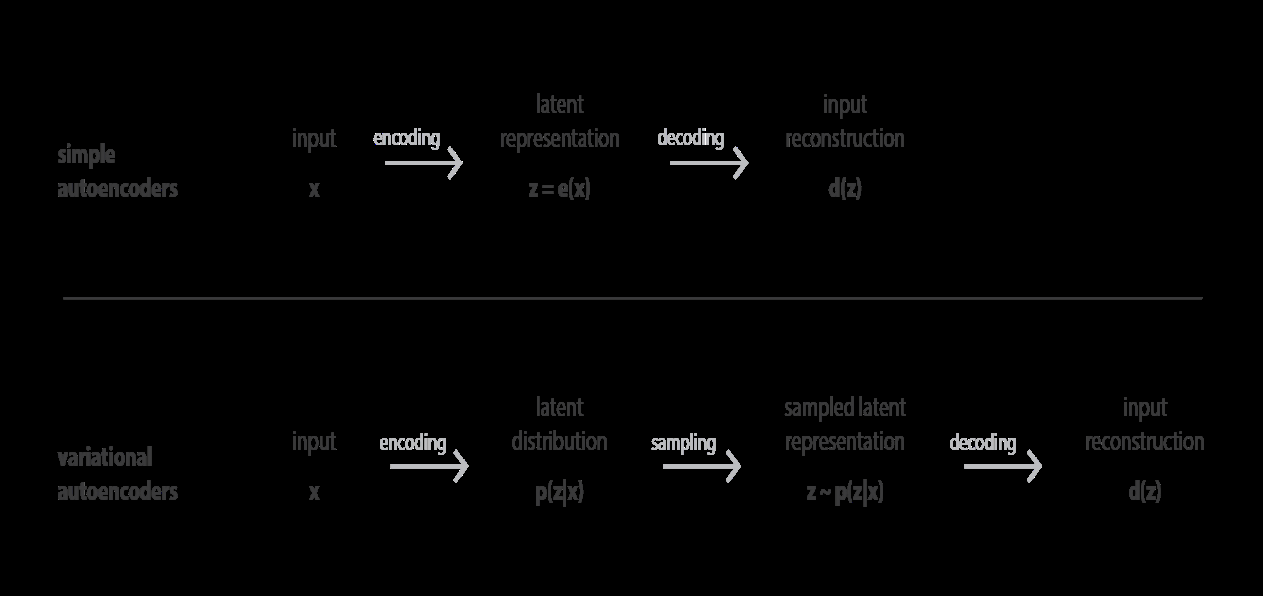 simple
autoencoders
input
x
encoding
latent
representation
z = e(x)
decoding
input
reconstruction
d(z)
variational
autoencoders
input
x
encoding
latent
distribution
p(z|x)
sampling
sampled latent
representation
z ~ p(z|x)
decoding
input
reconstruction
d(z)